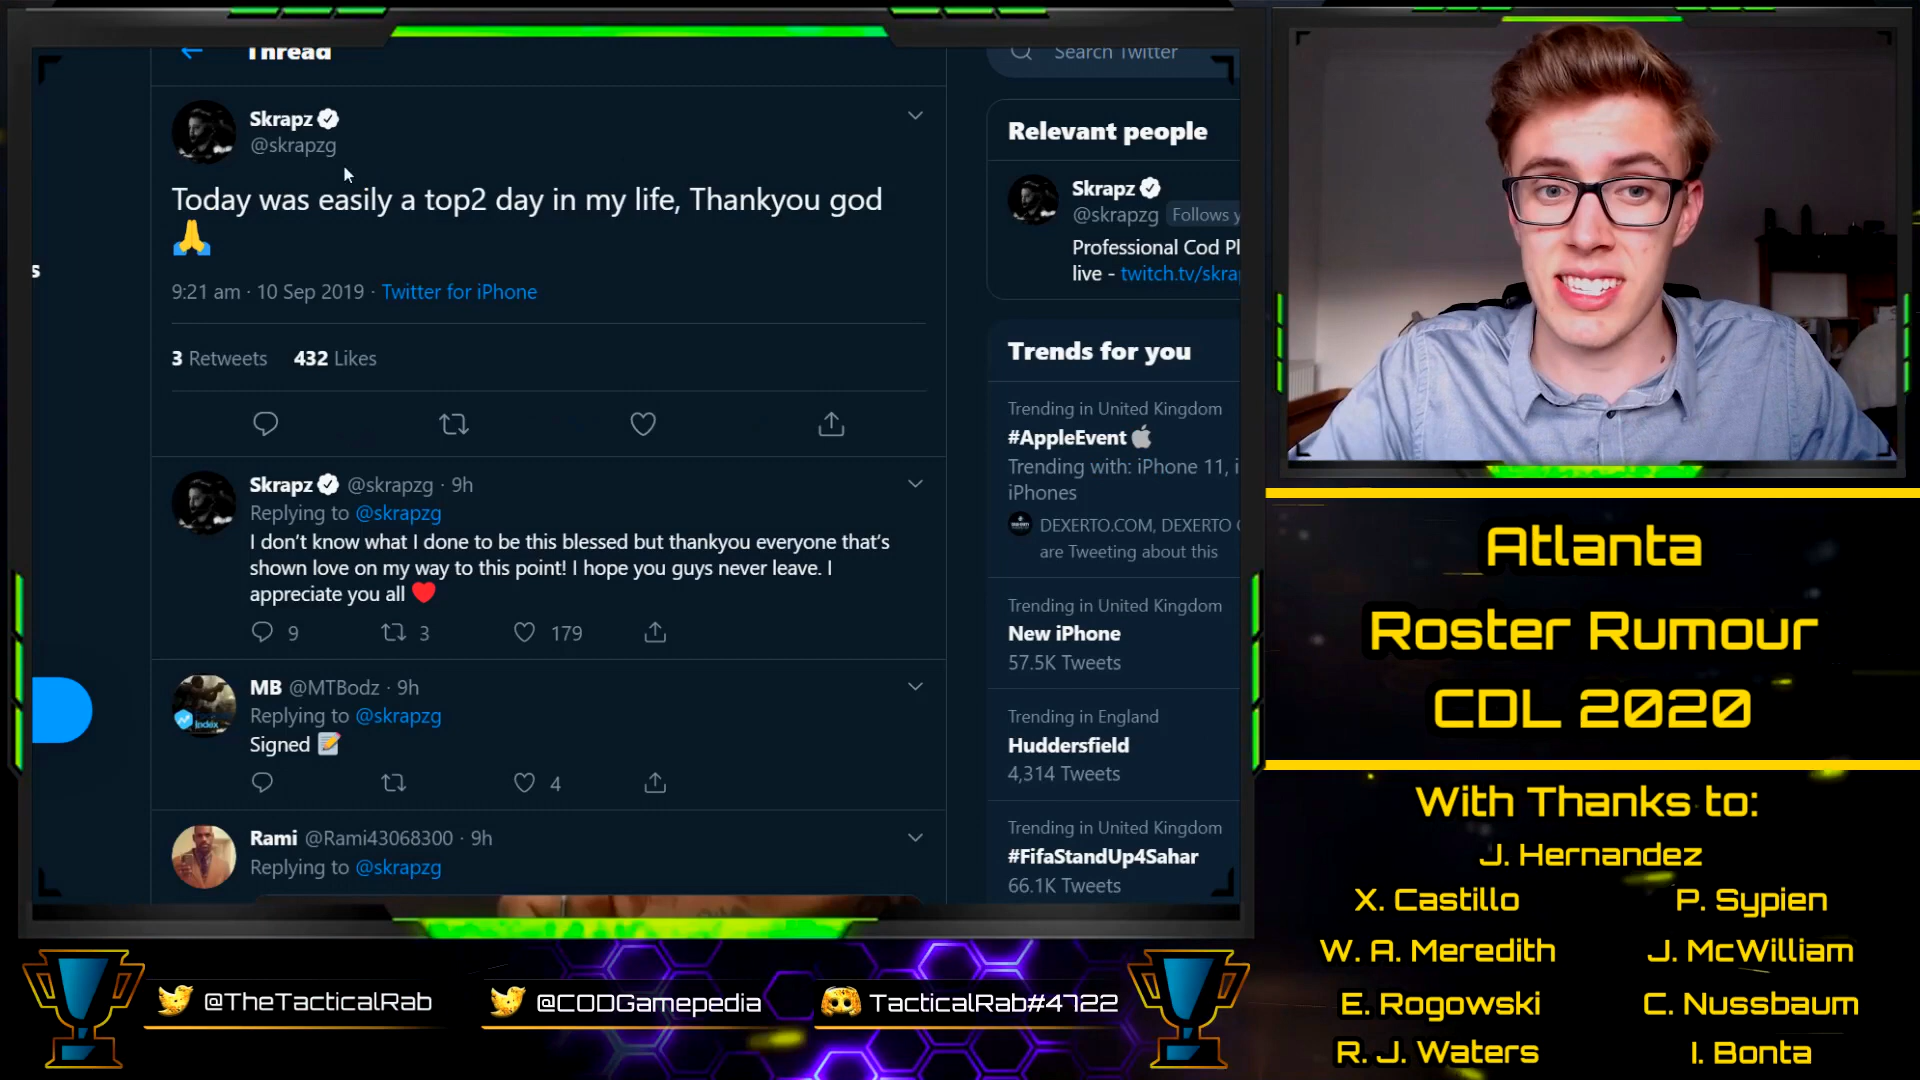 Thread
Skrapz
@skrapzg
Today was easily a top2 day in my life, Thankyou god
9:21 am · 10 Sep 2019 · Twitter for iPhone
3 Retweets 432 Likes
Skrapz @skrapzg · 9h
Replying to @skrapzg
I don't know what I done to be this blessed but thankyou everyone that's
shown love on my way to this point! I hope you guys never leave. I
appreciate you all
9 3 179
MB @MTBodz · 9h
Replying to @skrapzg
Signed
4
Rami @Rami43068300 · 9h
Replying to @skrapzg
s
Search Twitter
Relevant people
Skrapz
@skrapzg Follows y
Professional Cod Pl
live - twitch.tv/skra
Trends for you
Trending in United Kingdom
#AppleEvent
Trending with: iPhone 11, i
iPhones
DEXERTO.COM, DEXERTO
are Tweeting about this
Trending in United Kingdom
New iPhone
57.5K Tweets
Trending in England
Huddersfield
4,314 Tweets
Trending in United Kingdom
#FifaStandUp4Sahar
66.1K Tweets
Atlanta
Roster Rumour
CDL 2020
With Thanks to:
J. Hernandez
X. Castillo P. Sypien
W. A. Meredith J. McWilliam
E. Rogowski C. Nussbaum
R. J. Waters I. Bonta
@TheTacticalRab @CODGamepedia TacticalRab#4722